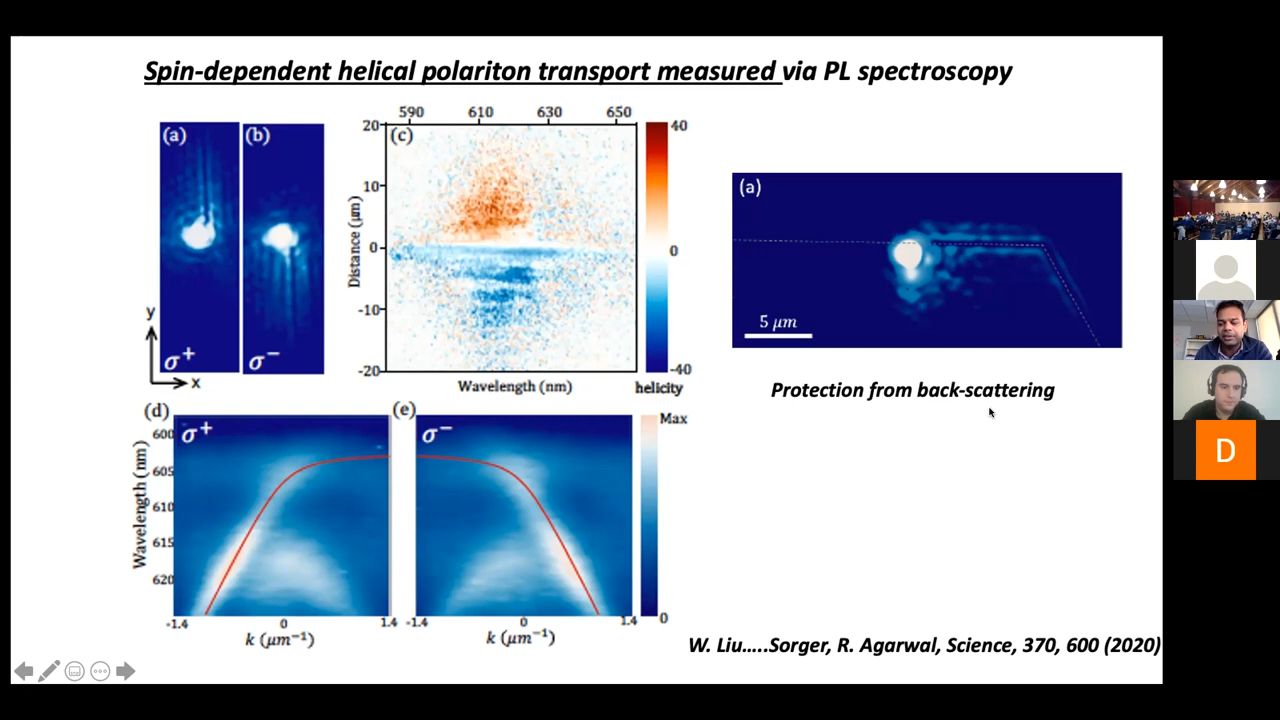 Spin-dependent helical polariton transport measured via PL spectroscopy
(a)
σ+
(b)
σ−
y
x
590 610 630 650
(c)
20
10
0
-10
-20
Distance (μm)
Wavelength (nm)
40
0
-40
helicity
(a)
5 μm
Protection from back-scattering
(d)
σ+
600
605
610
615
620
Wavelength (nm)
-1.4 0 1.4
k (μm−1)
(e)
σ−
-1.4 0 1.4
k (μm−1)
Max
0
W. Liu.....Sorger, R. Agarwal, Science, 370, 600 (2020)
D